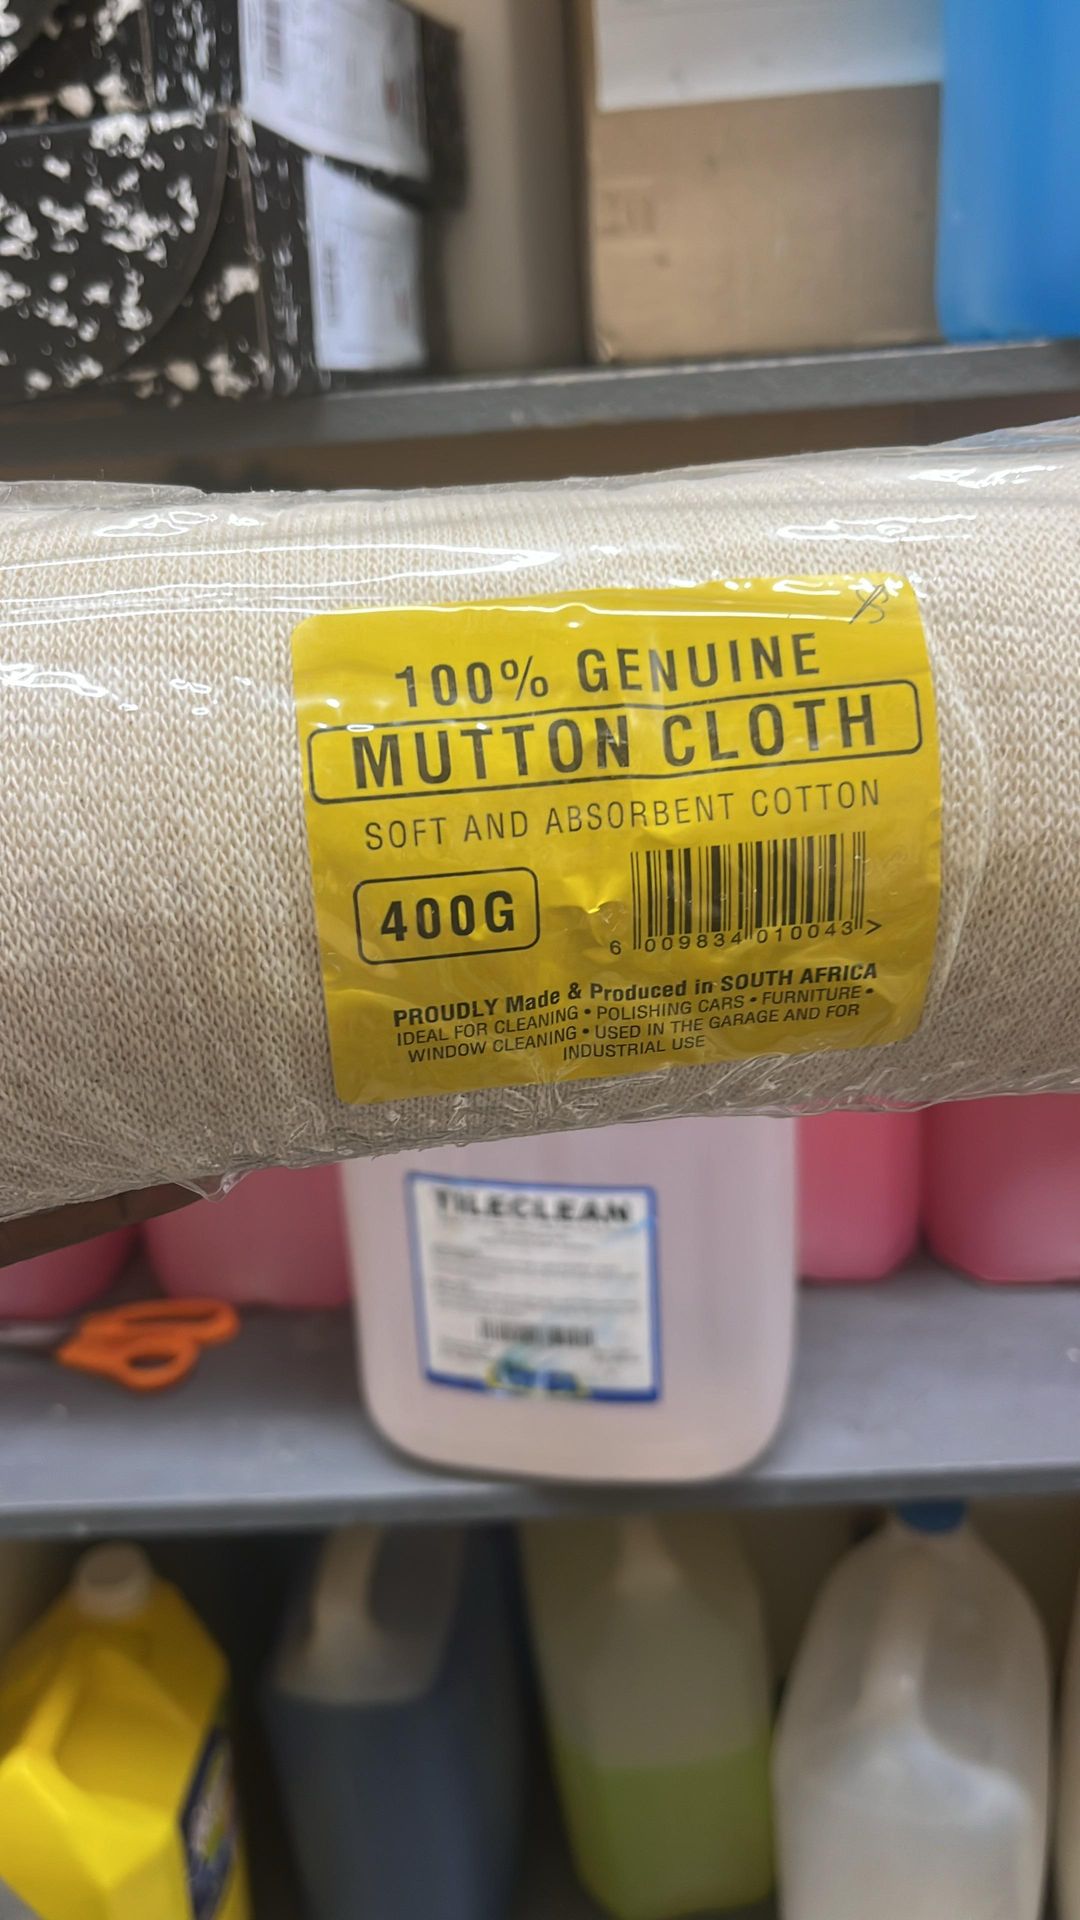 100% GENUINE
MUTTON CLOTH
SOFT AND ABSORBENT COTTON
400G
6 009834 010043 >
PROUDLY Made & Produced in SOUTH AFRICA
IDEAL FOR CLEANING • POLISHING CARS • FURNITURE •
WINDOW CLEANING • USED IN THE GARAGE AND FOR
INDUSTRIAL USE
TILECLEAN